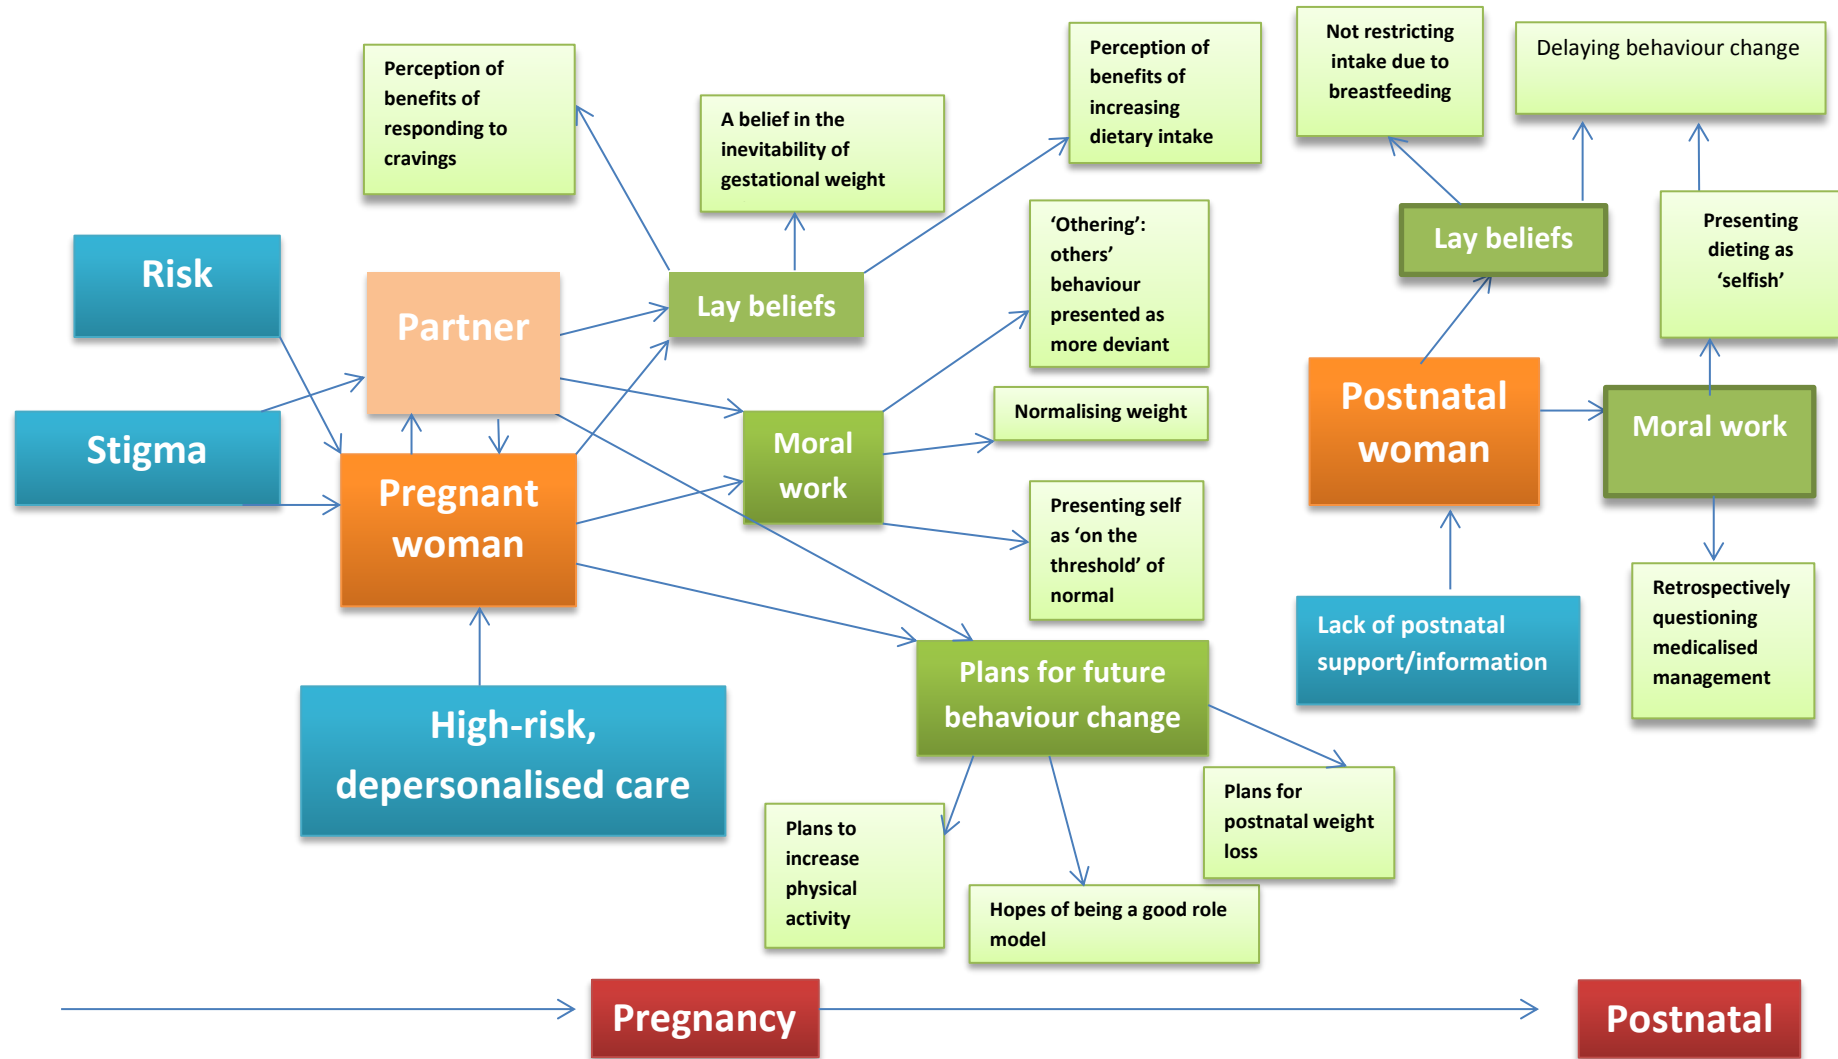 Perception of
benefits of
responding to
cravings
A belief in the
inevitability of
gestational weight
Perception of
benefits of
increasing
dietary intake
Not restricting
intake due to
breastfeeding
Delaying behaviour change
Risk
Stigma
Partner
Pregnant
woman
High-risk,
depersonalised care
Lay beliefs
Moral
work
‘Othering’:
others’
behaviour
presented as
more deviant
Normalising weight
Presenting self
as ‘on the
threshold’ of
normal
Plans for future
behaviour change
Plans to
increase
physical
activity
Hopes of being a good role
model
Plans for
postnatal weight
loss
Lay beliefs
Presenting
dieting as
‘selfish’
Postnatal
woman
Moral work
Lack of postnatal
support/information
Retrospectively
questioning
medicalised
management
Pregnancy
Postnatal